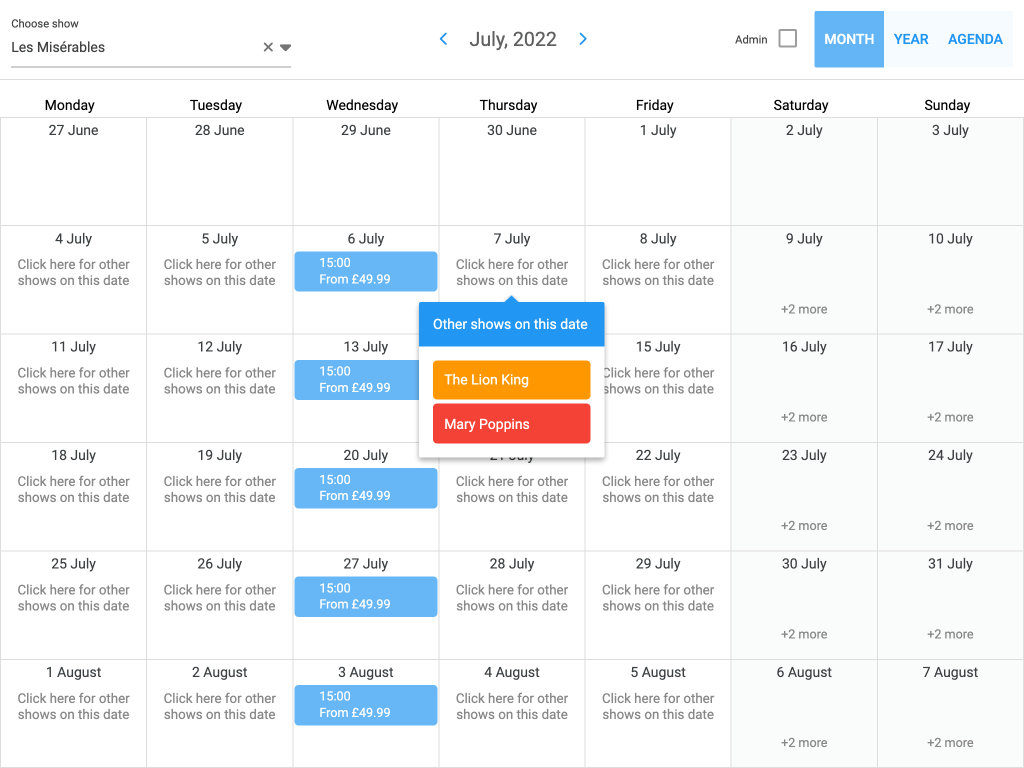 Choose show
Les Misérables
July, 2022
Admin
MONTH YEAR AGENDA
Monday Tuesday Wednesday Thursday Friday Saturday Sunday
27 June 28 June 29 June 30 June 1 July 2 July 3 July
4 July 5 July 6 July 7 July 8 July 9 July 10 July
Click here for other Click here for other 15:00 Click here for other Click here for other
shows on this date shows on this date From £49.99 shows on this date shows on this date
+2 more +2 more
Other shows on this date
The Lion King
Mary Poppins
11 July 12 July 13 July 15 July 16 July 17 July
Click here for other Click here for other 15:00 Click here for other
shows on this date shows on this date From £49.99 shows on this date
+2 more +2 more
18 July 19 July 20 July 21 July 22 July 23 July 24 July
Click here for other Click here for other 15:00 Click here for other Click here for other
shows on this date shows on this date From £49.99 shows on this date shows on this date
+2 more +2 more
25 July 26 July 27 July 28 July 29 July 30 July 31 July
Click here for other Click here for other 15:00 Click here for other Click here for other
shows on this date shows on this date From £49.99 shows on this date shows on this date
+2 more +2 more
1 August 2 August 3 August 4 August 5 August 6 August 7 August
Click here for other Click here for other 15:00 Click here for other Click here for other
shows on this date shows on this date From £49.99 shows on this date shows on this date
+2 more +2 more